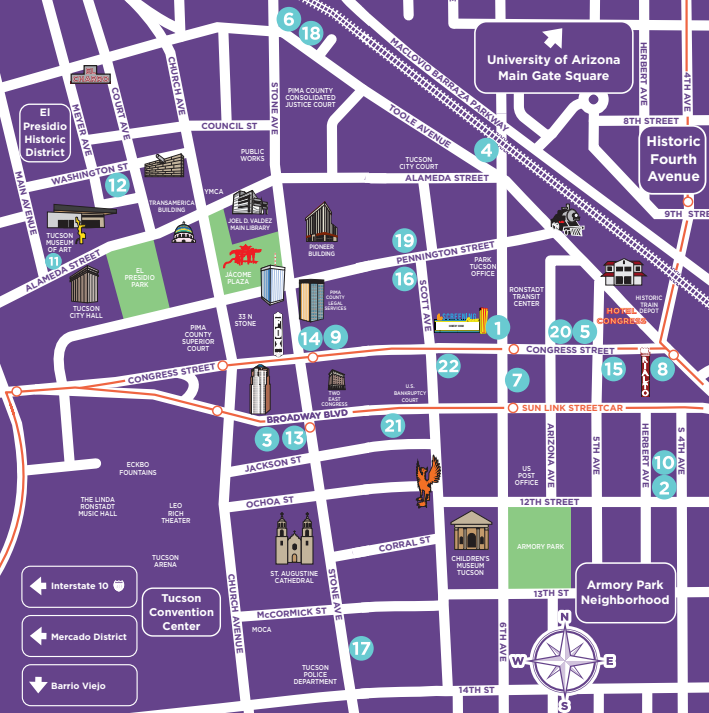 6
18
MACLOVIO BARRAZA PARKWAY
University of Arizona
Main Gate Square
HERBERT AVE
4TH AVE
CHURCH AVE
STONE AVE
MEYER AVE
COURT AVE
PIMA COUNTY
CONSOLIDATED
JUSTICE COURT
TOOLE AVENUE
El
Presidio
Historic
District
COUNCIL ST
8TH STREET
Historic
Fourth
Avenue
PUBLIC
WORKS
4
TUCSON
CITY COURT
WASHINGTON ST
12
ALAMEDA STREET
MAIN AVENUE
YMCA
TRANSAMERICA
BUILDING
9TH STRE
JOEL D. VALDEZ
MAIN LIBRARY
TUCSON
MUSEUM
OF ART
PIONEER
BUILDING
19
PENNINGTON STREET
11
ALAMEDA STREET
EL
PRESIDIO
PARK
JÁCOME
PLAZA
16
PARK
TUCSON
OFFICE
SCOTT AVE
RONSTADT
TRANSIT
CENTER
HISTORIC
TRAIN
DEPOT
HOTEL
CONGRESS
TUCSON
CITY HALL
PIMA
COUNTY
LEGAL
SERVICES
33 N
STONE
SCREENING
1
20
5
PIMA
COUNTY
SUPERIOR
COURT
14
9
CONGRESS STREET
CONGRESS STREET
22
15
RIALTO
8
7
TWO
EAST
CONGRESS
U.S.
BANKRUPTCY
COURT
BROADWAY BLVD
SUN LINK STREETCAR
3
13
21
ARIZONA AVE
5TH AVE
HERBERT AVE
S 4TH AVE
10
2
JACKSON ST
ECKBO
FOUNTAINS
US
POST
OFFICE
OCHOA ST
12TH STREET
THE LINDA
RONSTADT
MUSIC HALL
LEO
RICH
THEATER
CORRAL ST
ARMORY PARK
TUCSON
ARENA
ST. AUGUSTINE
CATHEDRAL
CHILDREN'S
MUSEUM
TUCSON
Interstate 10
Tucson
Convention
Center
CHURCH AVENUE
STONE AVE
13TH ST
Armory Park
Neighborhood
McCORMICK ST
MOCA
6TH AVE
N
Mercado District
17
W
E
TUCSON
POLICE
DEPARTMENT
Barrio Viejo
14TH ST
S